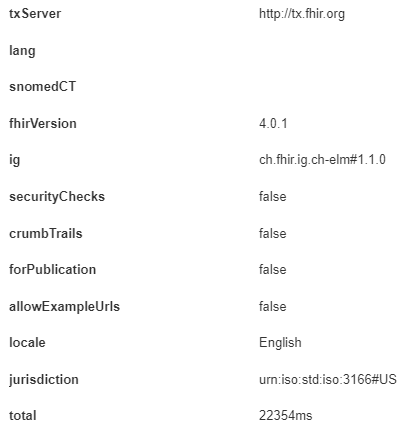 txServer http://tx.fhir.org
lang
snomedCT
fhirVersion 4.0.1
ig ch.fhir.ig.ch-elm#1.1.0
securityChecks false
crumbTrails false
forPublication false
allowExampleUrls false
locale English
jurisdiction urn:iso:std:iso:3166#US
total 22354ms